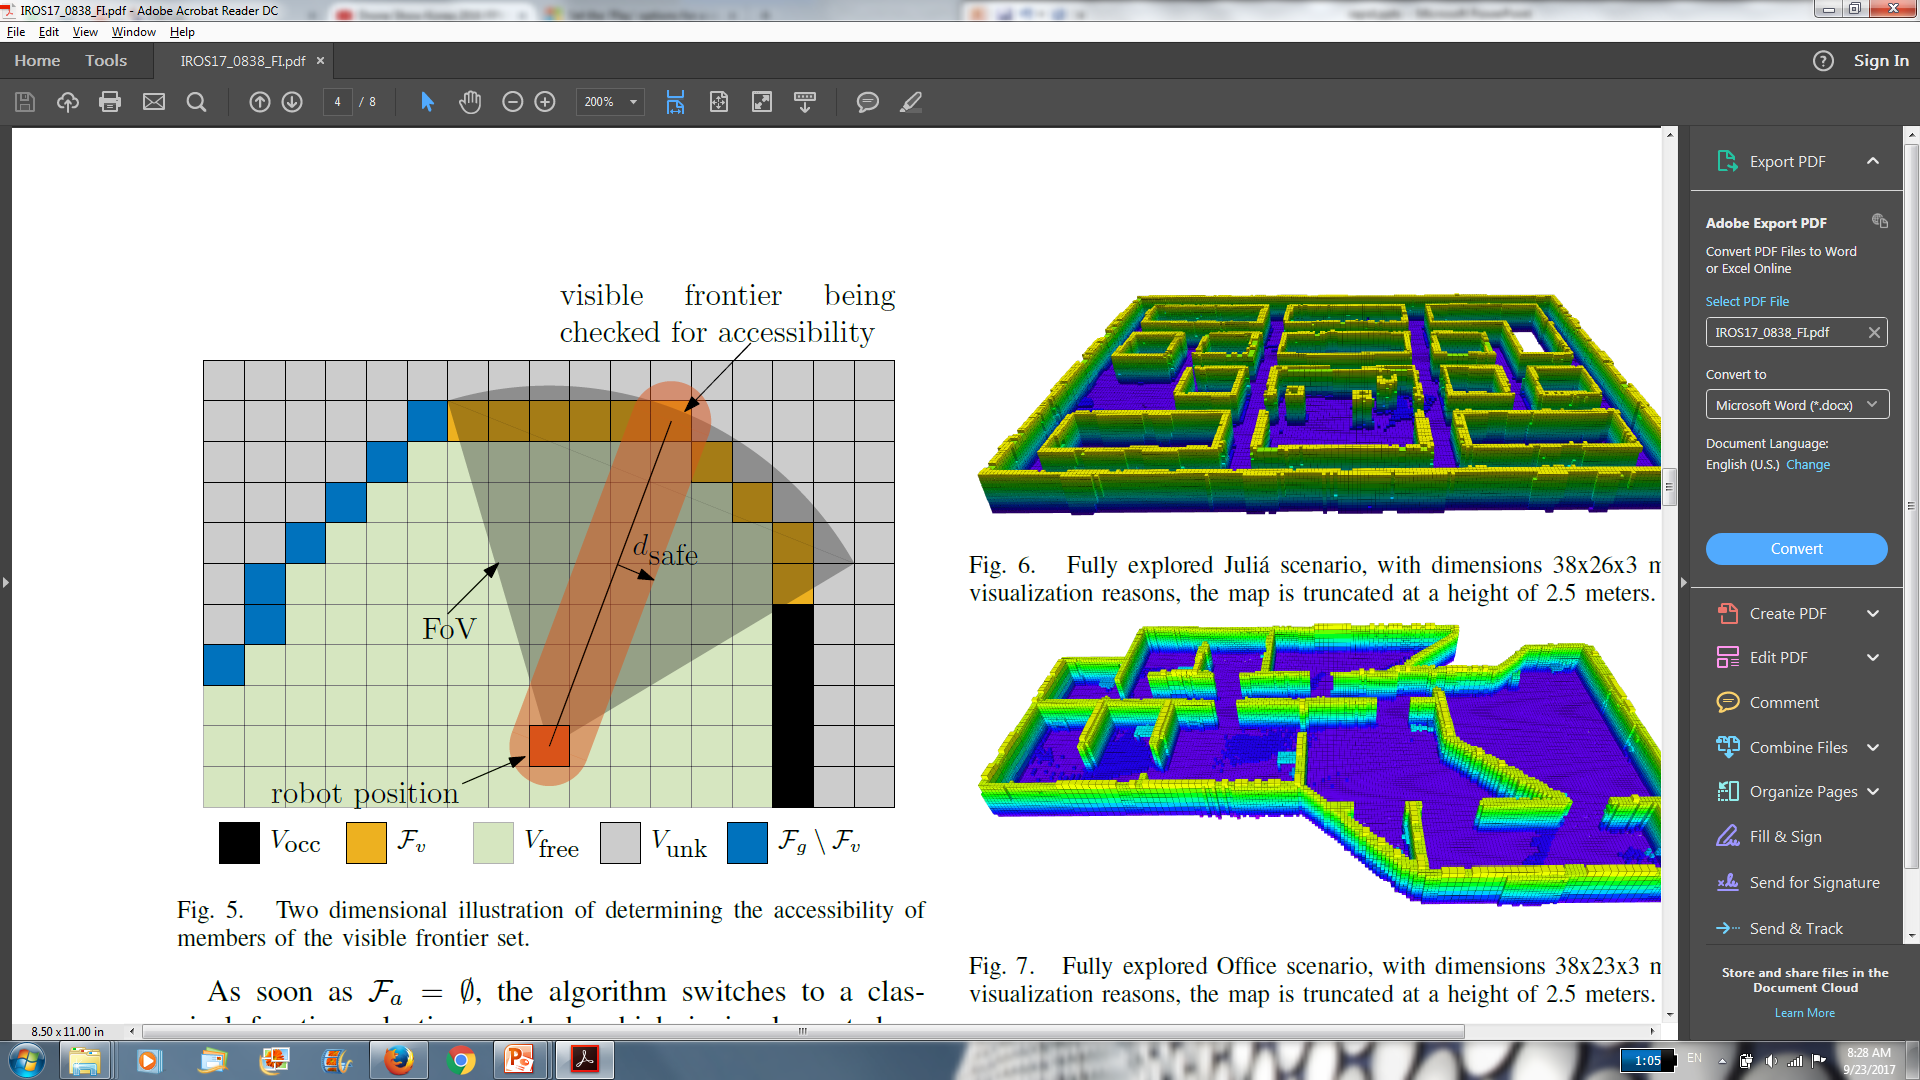 IROS17_0838_FI.pdf - Adobe Acrobat Reader DC
File Edit View Window Help
Home Tools IROS17_0838_FI.pdf ×
Sign In
4 / 8
200%
visible frontier being
checked for accessibility
d safe
FoV
robot position
V occ F v V free V unk F g \ F v
Fig. 5. Two dimensional illustration of determining the accessibility of
members of the visible frontier set.
As soon as F a = ∅, the algorithm switches to a clas-
Fig. 6. Fully explored Juliá scenario, with dimensions 38x26x3 m
visualization reasons, the map is truncated at a height of 2.5 meters.
Fig. 7. Fully explored Office scenario, with dimensions 38x23x3 m
visualization reasons, the map is truncated at a height of 2.5 meters.
8.50 x 11.00 in
Export PDF
Adobe Export PDF
Convert PDF Files to Word
or Excel Online
Select PDF File
IROS17_0838_FI.pdf
Convert to
Microsoft Word (*.docx)
Document Language:
English (U.S.) Change
Convert
Create PDF
Edit PDF
Comment
Combine Files
Organize Pages
Fill & Sign
Send for Signature
Send & Track
Store and share files in the
Document Cloud
Learn More
1:05
EN
8:28 AM
9/23/2017